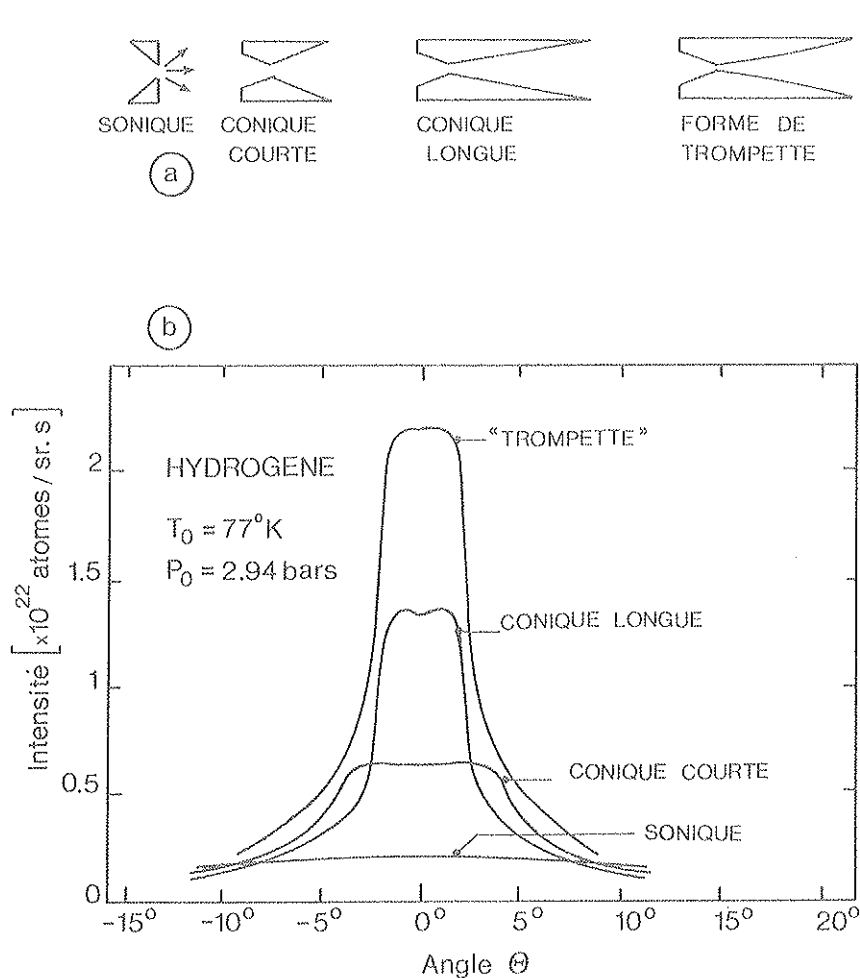 SONIQUE
CONIQUE
COURTE
CONIQUE
LONGUE
FORME DE
TROMPETTE
a
b
Intensité [x10²² atomes/sr.s]
2
1.5
1
0.5
0
HYDROGENE
T₀ = 77°K
P₀ = 2.94 bars
“TROMPETTE”
CONIQUE LONGUE
CONIQUE COURTE
SONIQUE
-15° -10° -5° 0° 5° 10° 15° 20°
Angle Θ